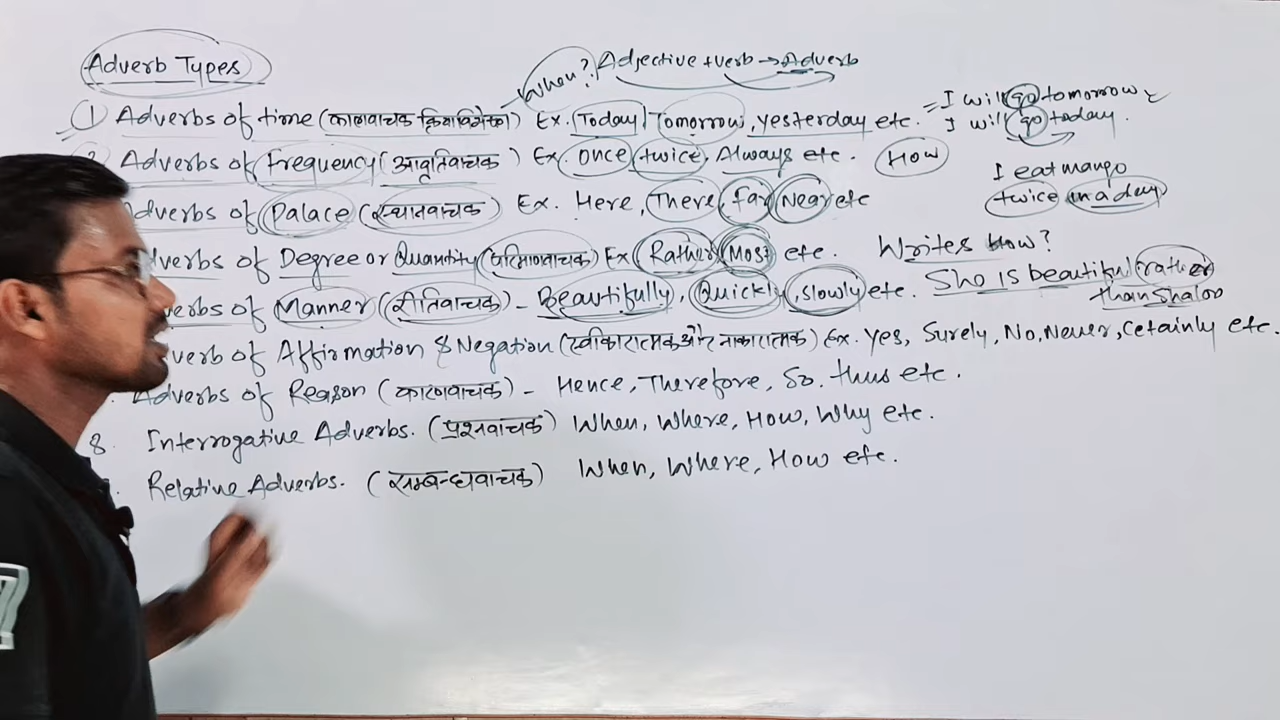 Adverb Types
When? Adjective + verb → Adverb
① Adverbs of time (कालवाचक क्रियाविशेषण) Ex. (Today) Tomorrow, yesterday etc. = I will go tomorrow
I will go today.
Adverbs of Frequency (आवृतिवाचक) Ex. once, twice, Always etc. How
I eat mango
twice in a day
dverbs of Palace (स्थानवाचक) Ex. Here, There, far, Near etc
verbs of Degree or Quantity (परिमाणवाचक) Ex Rather, Most etc. Writes How?
erbs of Manner (रीतिवाचक) - Beautifully, Quickly, slowly etc. She Is beautiful rather
than Shaloo
verb of Affirmation & Negation (स्वीकारात्मक और नाकारात्मक) Ex. Yes, Surely, No, Never, Cetainly etc.
. Adverbs of Reason (कारणवाचक) - Hence, Therefore, So, thus etc.
8. Interrogative Adverbs. (प्रश्नवाचक) When, Where, How, Why etc.
. Relative Adverbs. (सम्बन्धवाचक) When, Where, How etc.